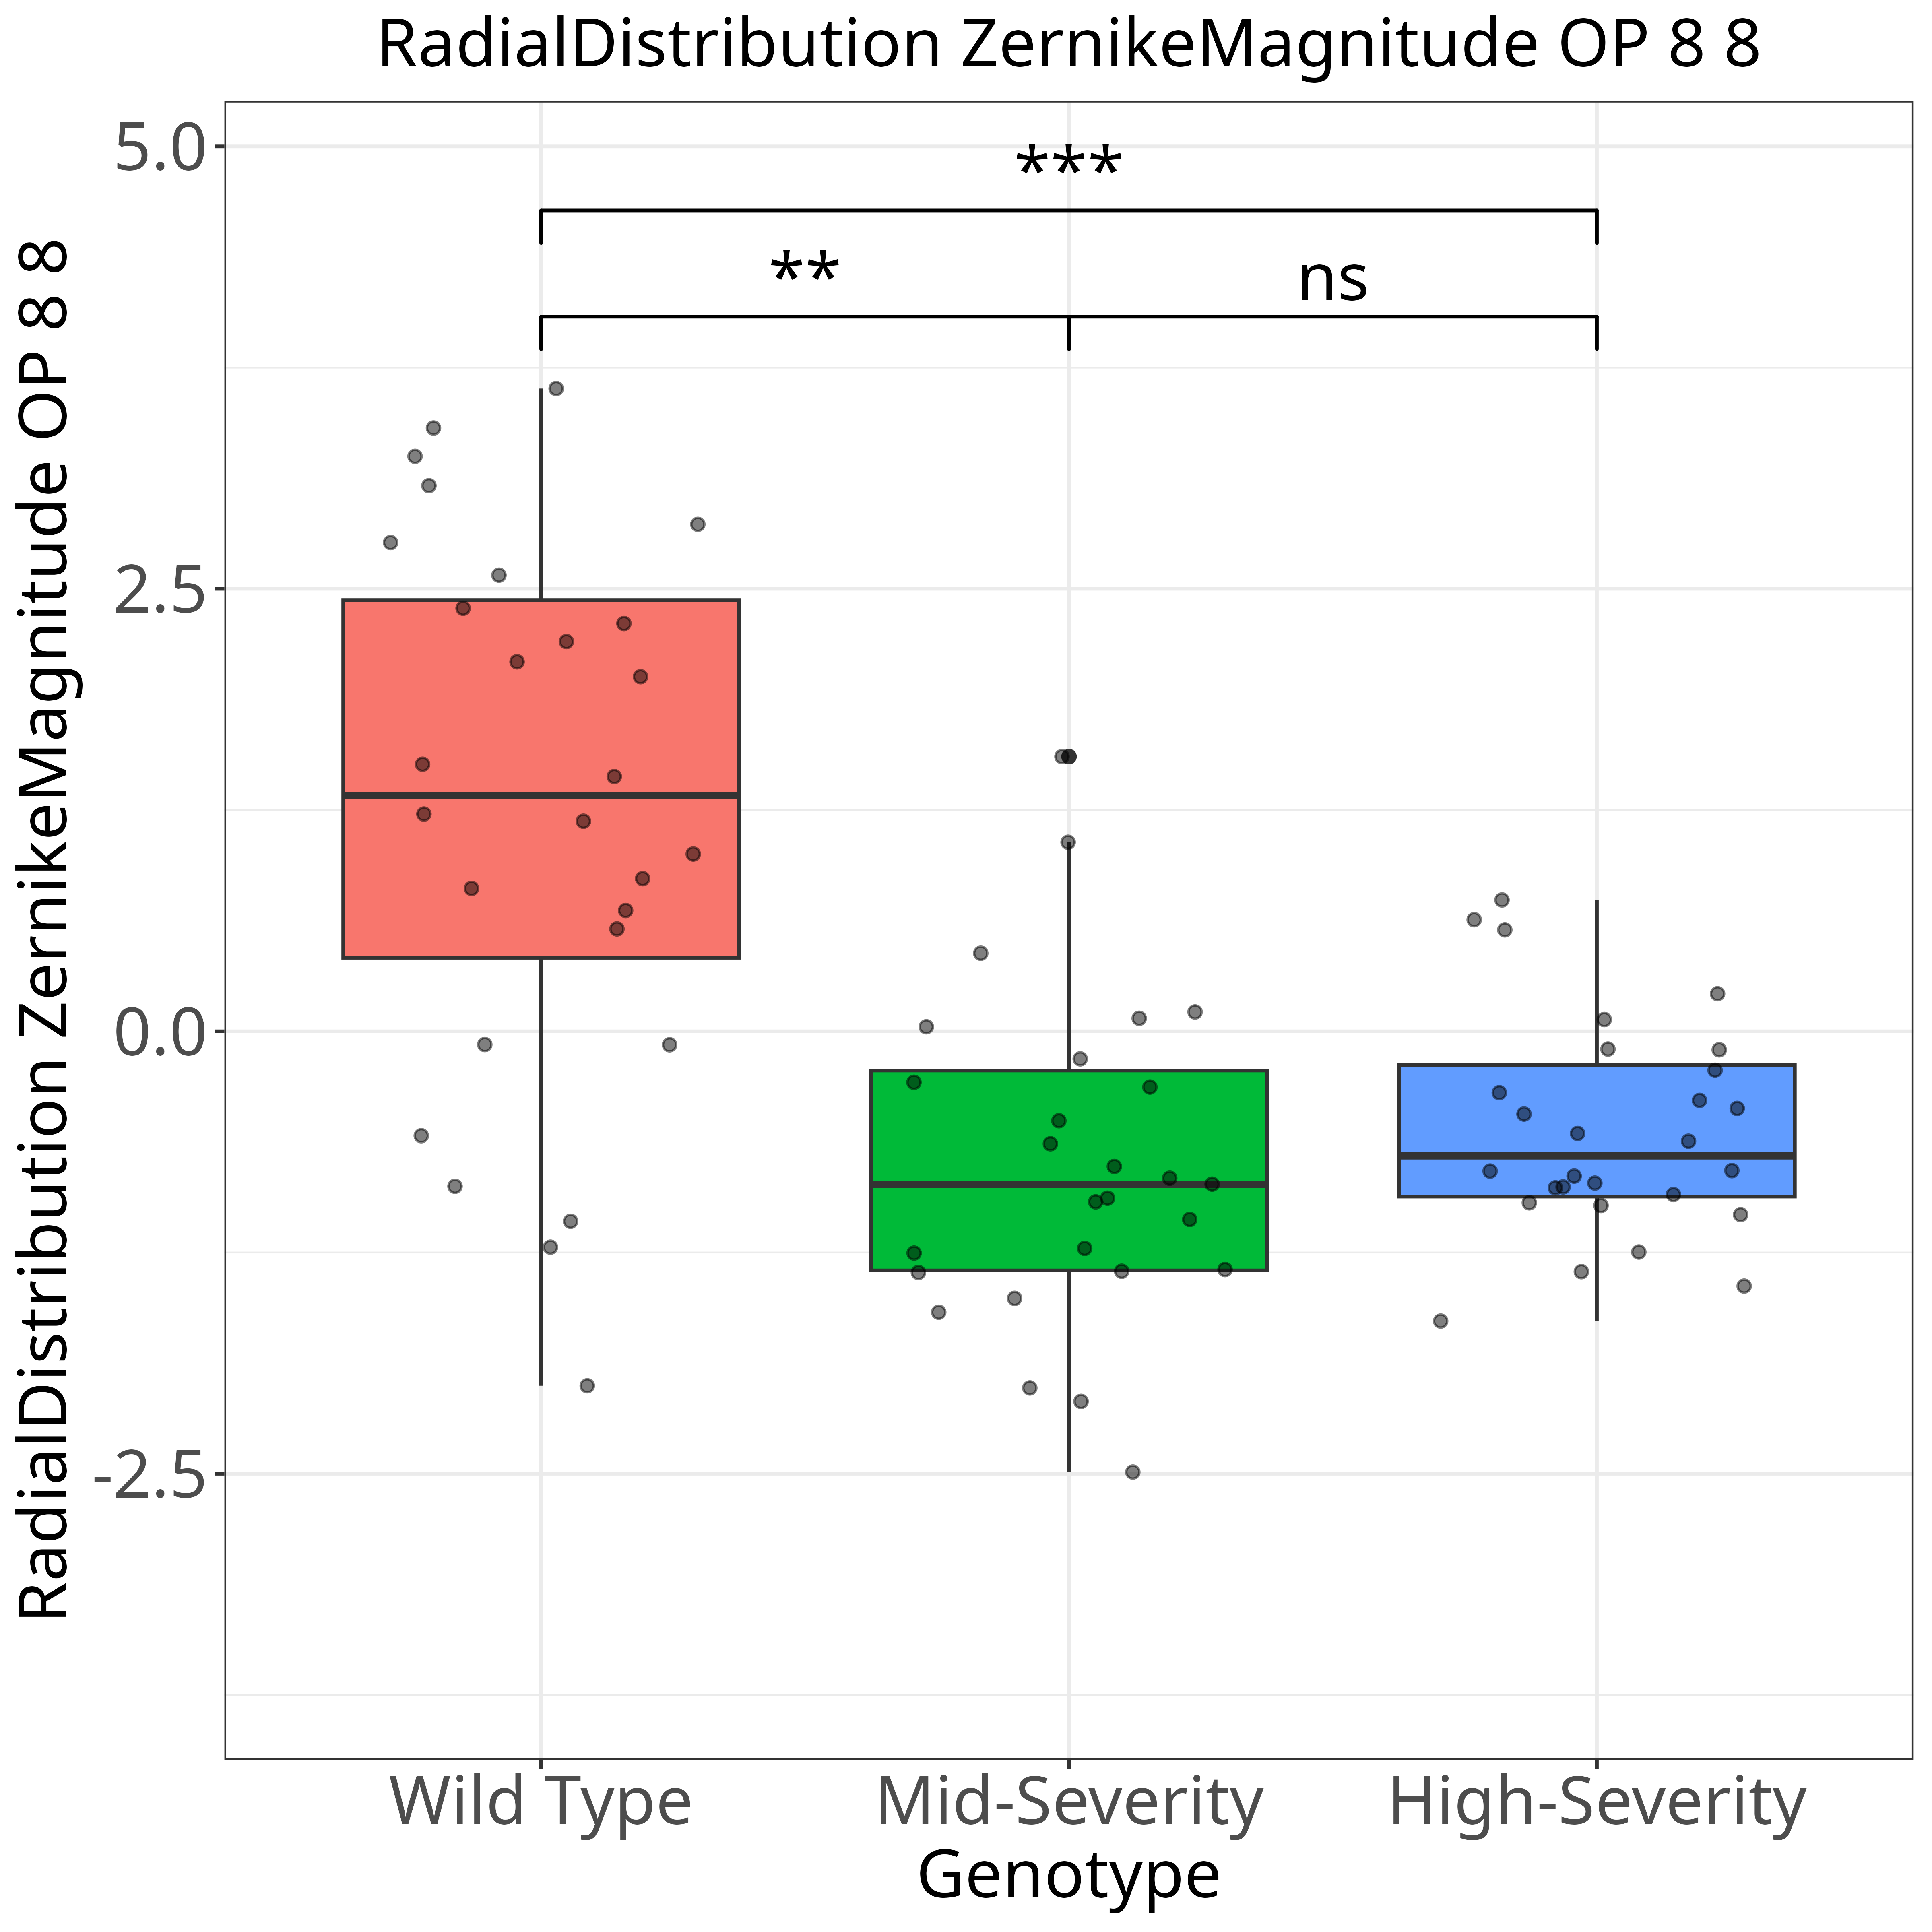 RadialDistribution ZernikeMagnitude OP 8 8
RadialDistribution ZernikeMagnitude OP 8 8
5.0
2.5
0.0
-2.5
***
**
ns
Wild Type
Mid-Severity
High-Severity
Genotype